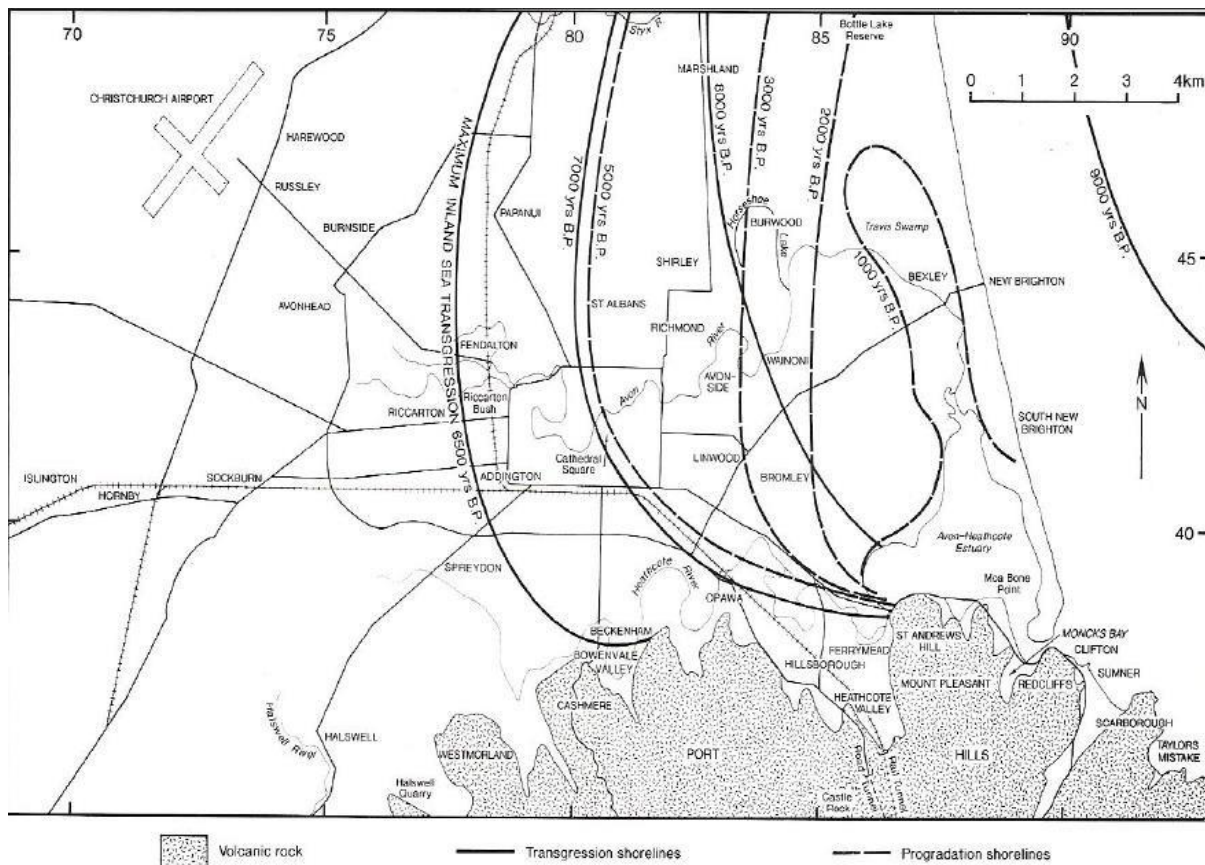 70
75
80
85
90
Styx R.
Bottle Lake
Reserve
MARSHLAND
0 1 2 3 4km
CHRISTCHURCH AIRPORT
HAREWOOD
RUSSLEY
BURNSIDE
AVONHEAD
PAPANUI
MAXIMUM INLAND SEA TRANSGRESSION 6500 yrs B.P.
7000 yrs B.P.
5000 yrs B.P.
8000 yrs B.P.
3000 yrs B.P.
2000 yrs B.P.
1000 yrs B.P.
9000 yrs B.P.
Horseshoe
Lake
BURWOOD
Travis Swamp
SHIRLEY
BEXLEY
NEW BRIGHTON
45
ST ALBANS
RICHMOND
FENDALTON
River
WAINONI
AVON-
SIDE
Avon
Riccarton
Bush
RICCARTON
N
SOUTH NEW
BRIGHTON
Cathedral
Square
LINWOOD
ISLINGTON
SOCKBURN
ADDINGTON
BROMLEY
HORNBY
40
Avon-Heathcote
Estuary
SPREYDON
Heathcote
River
OPAWA
Moa Bone
Point
BECKENHAM
BOWENVALE
VALLEY
ST ANDREWS
HILL
MONCKS BAY
CLIFTON
FERRYMEAD
HILLSBOROUGH
SUMNER
MOUNT PLEASANT
REDCLIFFS
CASHMERE
HEATHCOTE
VALLEY
SCARBOROUGH
Halswell
HALSWELL
WESTMORLAND
PORT
HILLS
TAYLORS
MISTAKE
Road Tunnel
Rail Tunnel
Halswell
Quarry
Castle
Rock
Volcanic rock
Transgression shorelines
Progradation shorelines